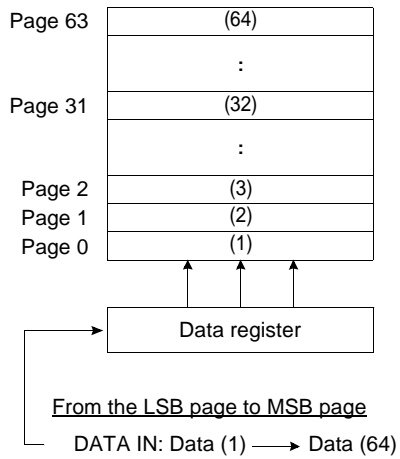 Page 63 (64)
:
Page 31 (32)
:
Page 2 (3)
Page 1 (2)
Page 0 (1)
Data register
From the LSB page to MSB page
DATA IN: Data (1) → Data (64)